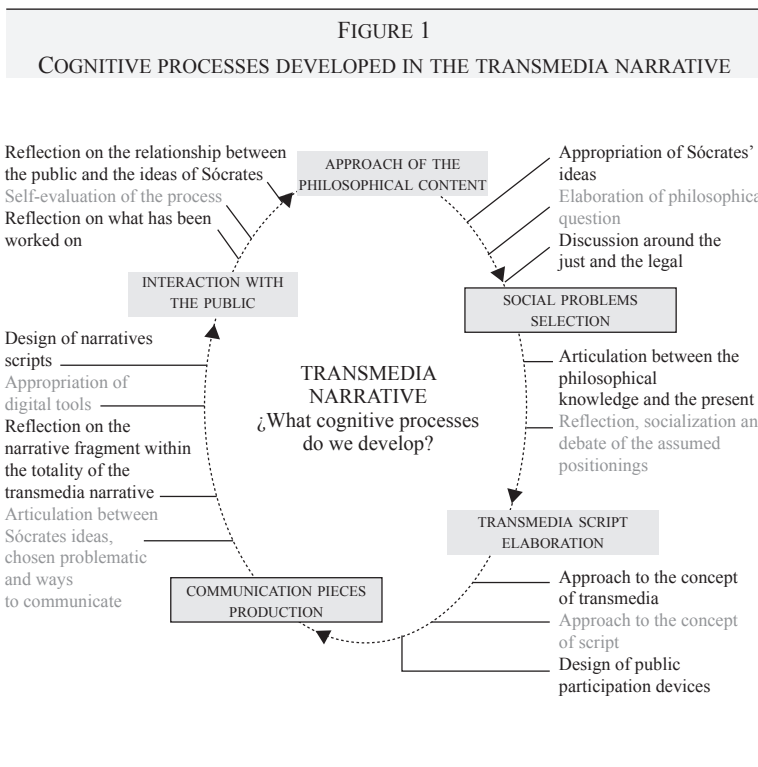 FIGURE 1
COGNITIVE PROCESSES DEVELOPED IN THE TRANSMEDIA NARRATIVE
APPROACH OF THE
PHILOSOPHICAL CONTENT
Appropriation of Sócrates’
ideas
Elaboration of philosophica
question
Discussion around the
just and the legal
SOCIAL PROBLEMS
SELECTION
Articulation between the
philosophical
knowledge and the present
Reflection, socialization an
debate of the assumed
positionings
TRANSMEDIA SCRIPT
ELABORATION
Approach to the concept
of transmedia
Approach to the concept
of script
Design of public
participation devices
COMMUNICATION PIECES
PRODUCTION
Design of narratives
scripts
Appropriation of
digital tools
Reflection on the
narrative fragment within
the totality of the
transmedia narrative
Articulation between
Sócrates ideas,
chosen problematic
and ways
to communicate
INTERACTION WITH
THE PUBLIC
Reflection on the relationship between
the public and the ideas of Sócrates
Self-evaluation of the process
Reflection on what has been
worked on
TRANSMEDIA
NARRATIVE
¿What cognitive processes
do we develop?